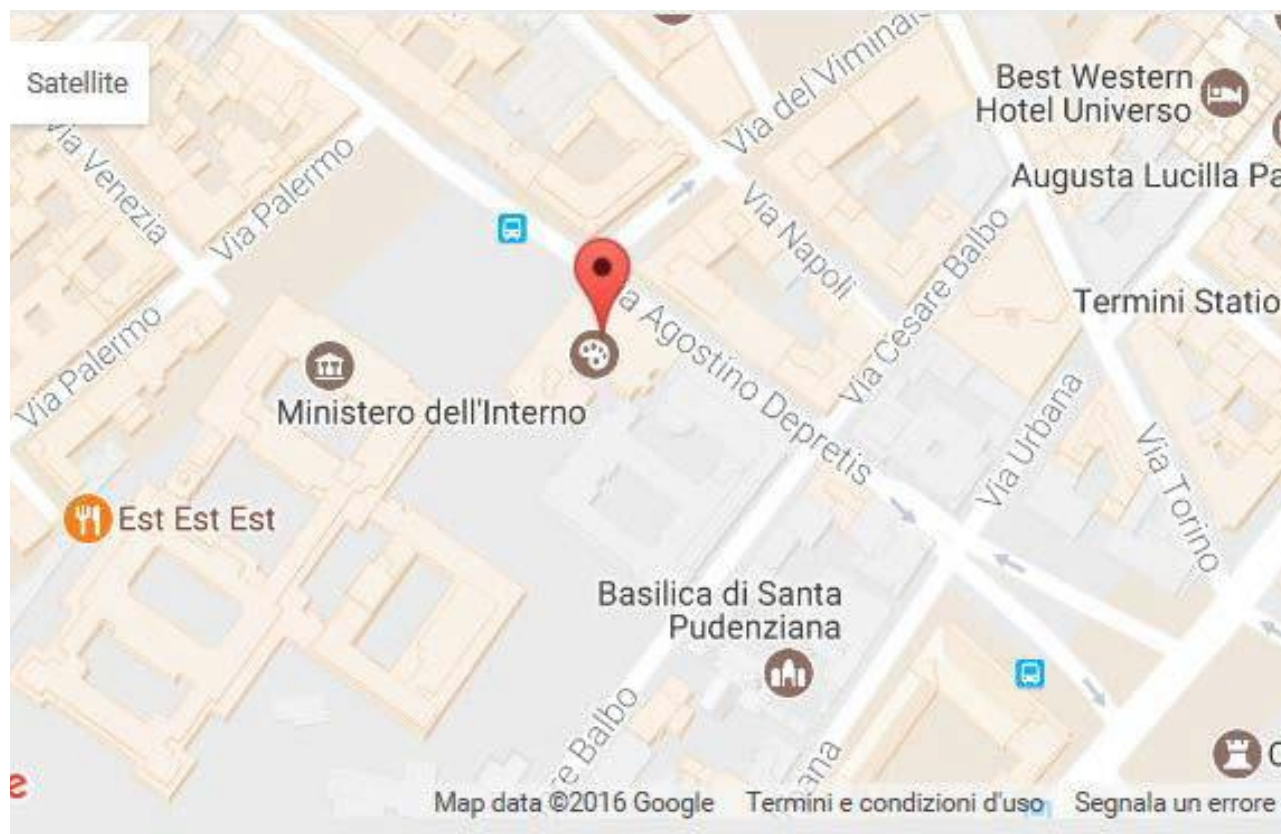 Satellite
Via del Viminale
Best Western
Hotel Universo
Augusta Lucilla Pa
Via Venezia
Via Palermo
Via Napoli
Via Cesare Balbo
Termini Statio
a Agostino Depretis
Via Palermo
Ministero dell'Interno
Via Urbana
Via Torino
Est Est Est
Basilica di Santa
Pudenziana
e Balbo
ana
C
e
Map data ©2016 Google
Termini e condizioni d'uso
Segnala un errore